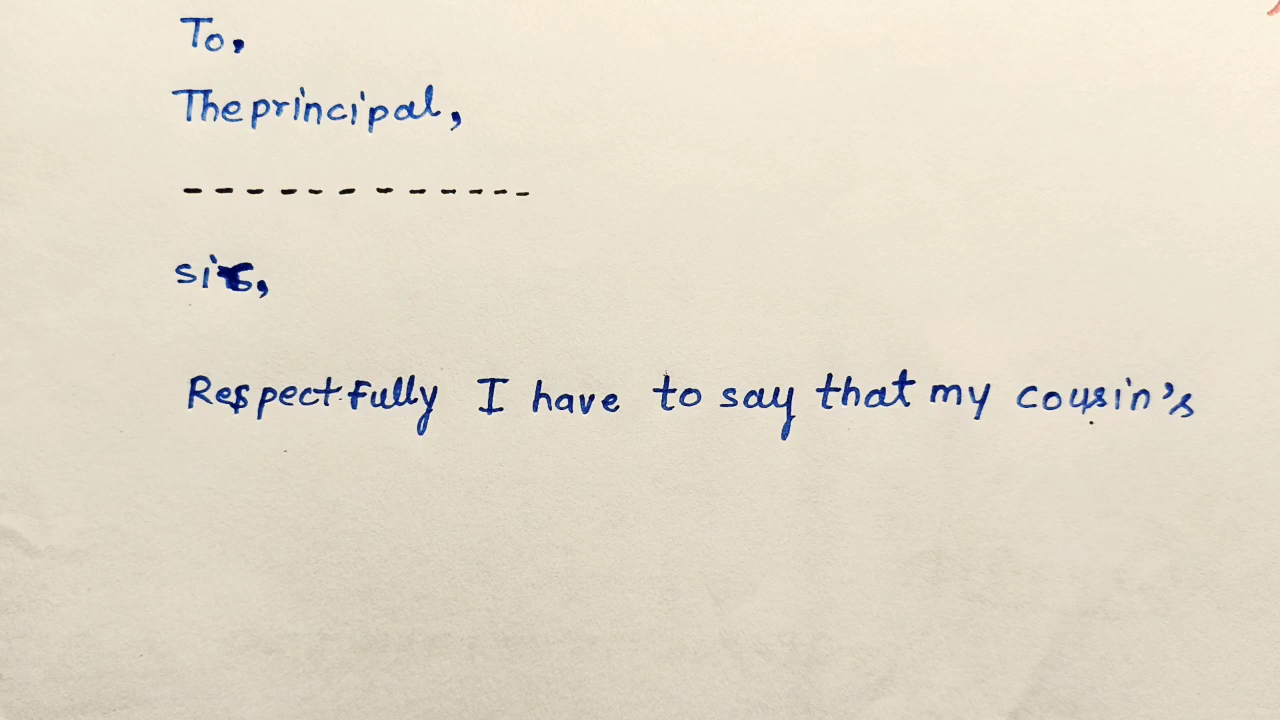 To,
The principal,
------------
sir,
Respectfully I have to say that my cousin's